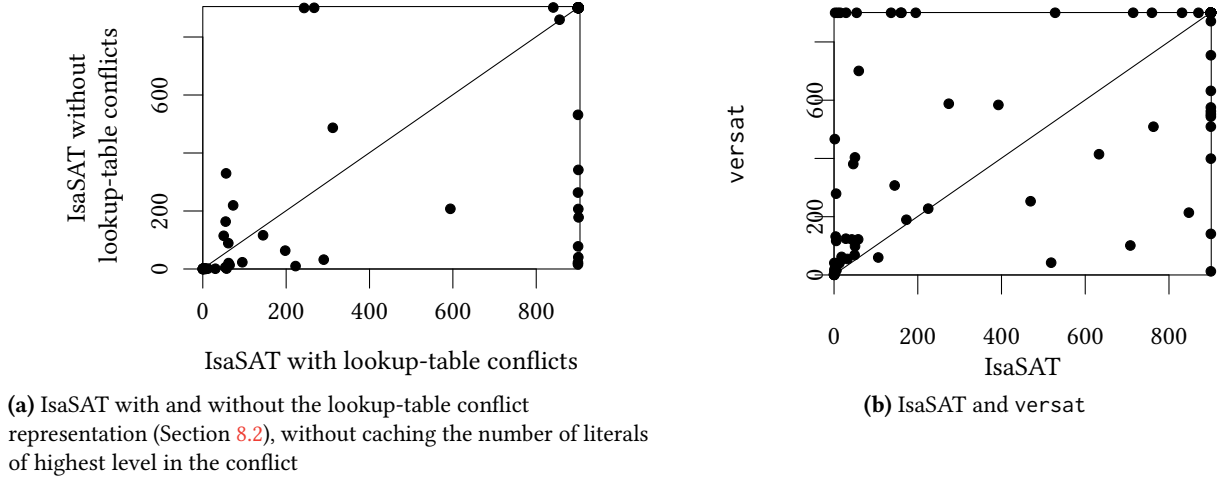 IsaSAT without
lookup-table conflicts
600
200
0
0
200
400
600
800
IsaSAT with lookup-table conflicts
(a) IsaSAT with and without the lookup-table conflict
representation (Section 8.2), without caching the number of literals
of highest level in the conflict
versat
600
200
0
0
200
400
600
800
IsaSAT
(b) IsaSAT and versat